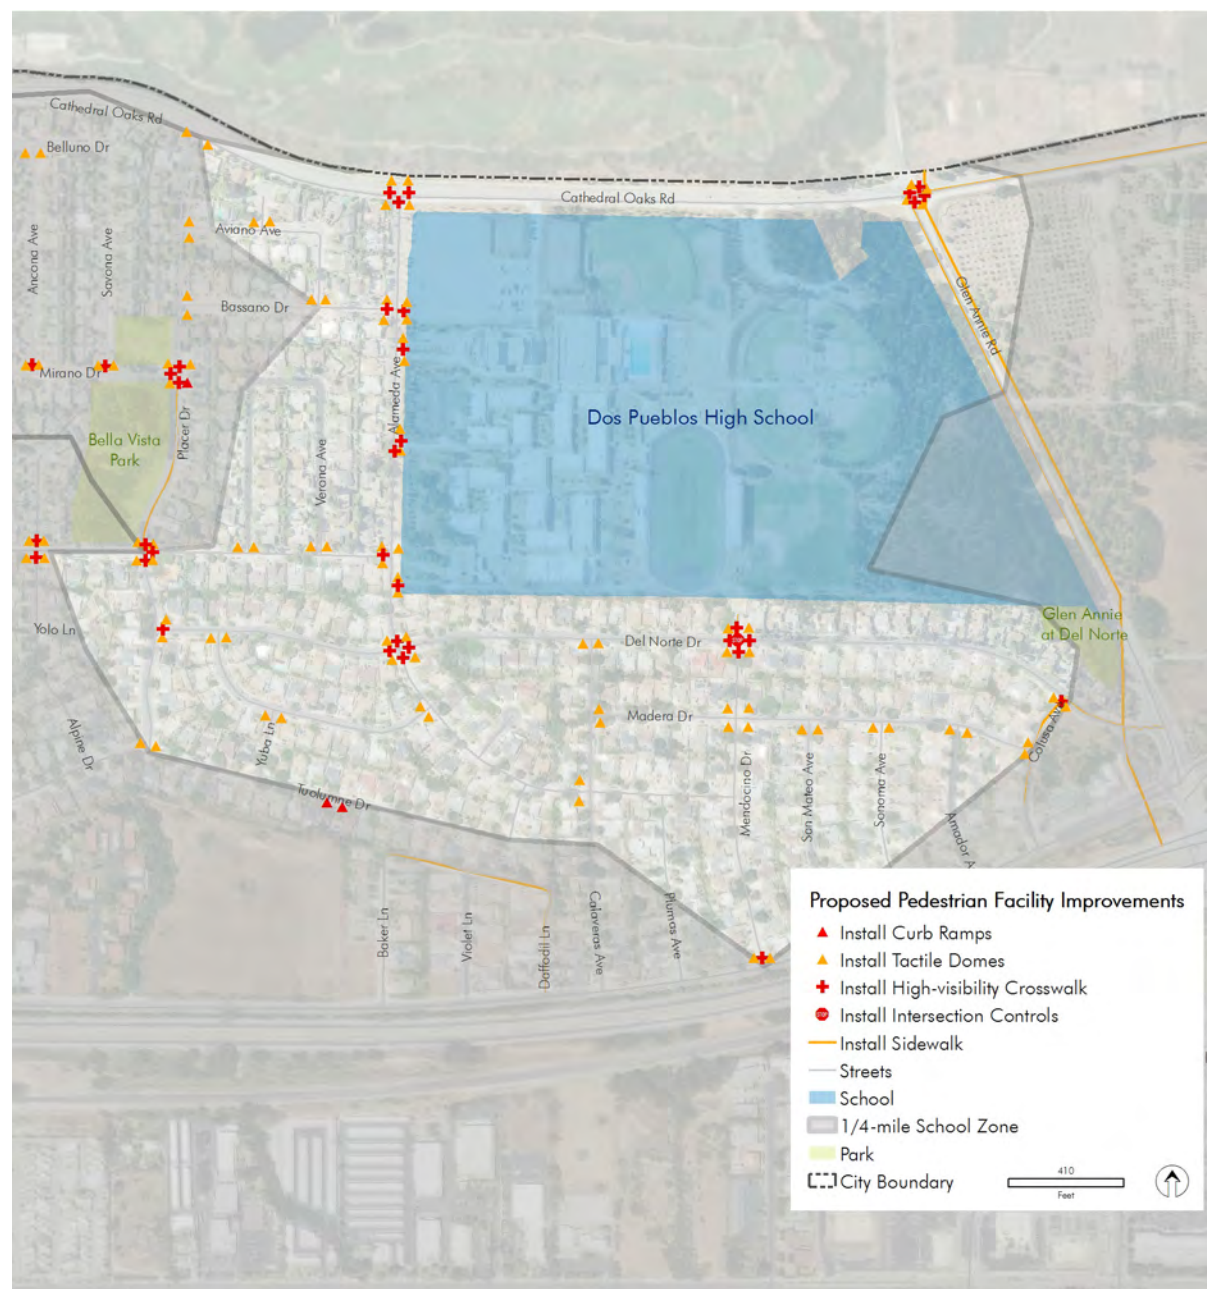 Cathedral Oaks Rd
Belluno Dr
Cathedral Oaks Rd
Ancona Ave
Savona Ave
Aviano Ave
Bassano Dr
Glen Annie Rd
Mirano Dr
Placer Dr
Alameda Ave
Dos Pueblos High School
Bella Vista
Park
Verona Ave
Yolo Ln
Del Norte Dr
Glen Annie
at Del Norte
Alpine Dr
Yuba Ln
Madera Dr
Colusa Av
Tuolumne Dr
Mendocino Dr
San Mateo Ave
Sonoma Ave
Amador A
Baker Ln
Violet Ln
Daffodil Ln
Calaveras Ave
Plumas Ave
Proposed Pedestrian Facility Improvements
Install Curb Ramps
Install Tactile Domes
Install High-visibility Crosswalk
STOP
Install Intersection Controls
Install Sidewalk
Streets
School
1/4-mile School Zone
Park
City Boundary
410
Feet